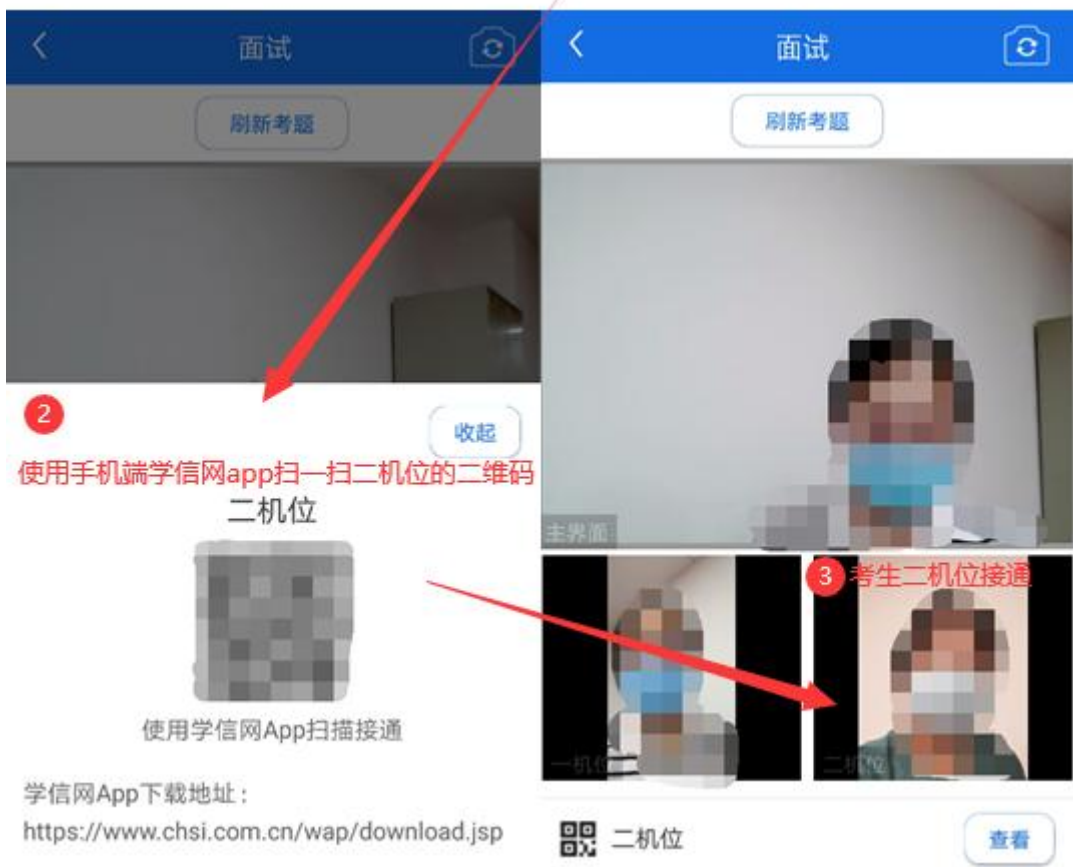 面试
刷新考题
2
收起
使用手机端学信网app扫一扫二机位的二维码
二机位
使用学信网App扫描接通
学信网App下载地址：
https://www.chsi.com.cn/wap/download.jsp
面试
刷新考题
主界面
3 考生二机位接通
一机位
二机位
二机位
查看